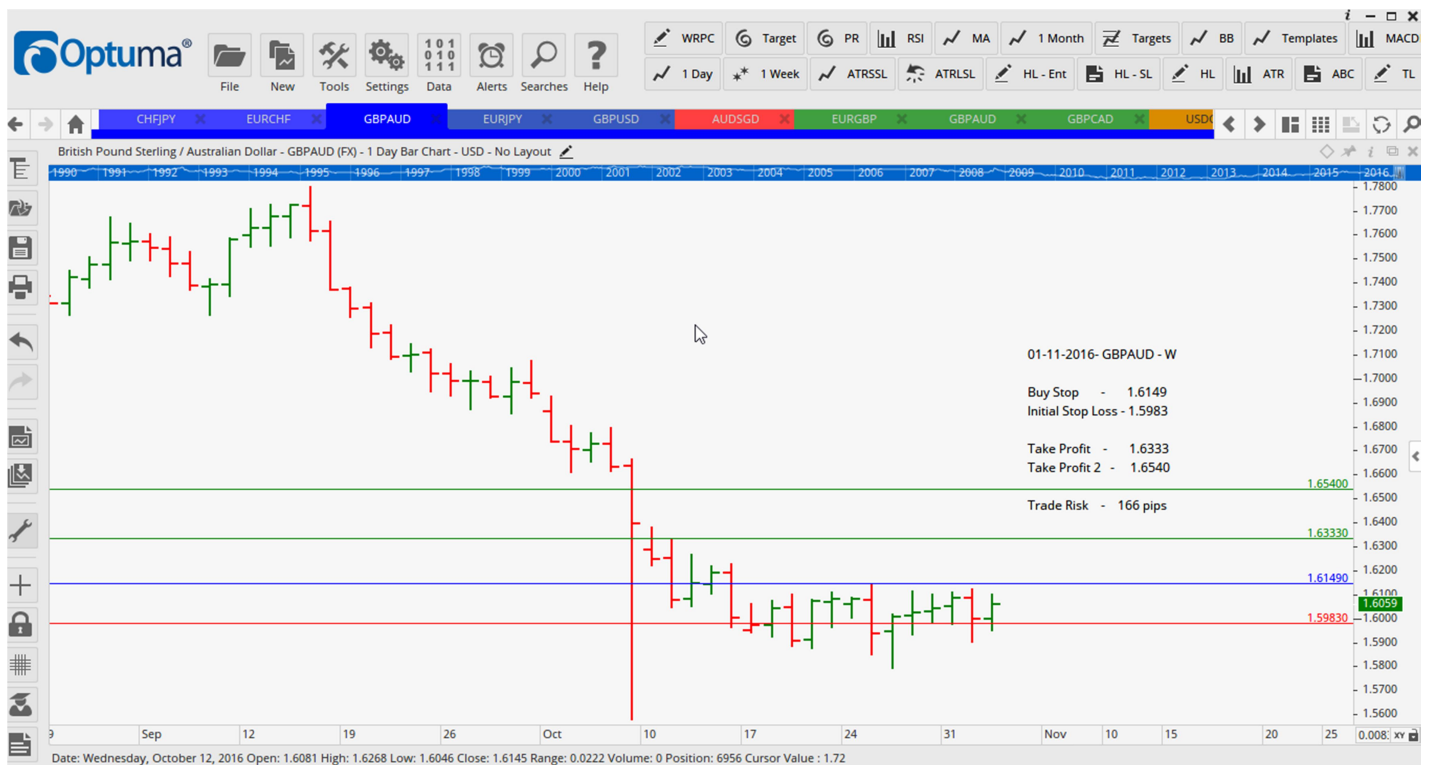 i
Optuma®
File New Tools Settings Data Alerts Searches Help
WRPC Target PR RSI MA 1 Month Targets BB Templates MACD
1 Day 1 Week ATRSSL ATRLSL HL - Ent HL - SL HL ATR ABC TL
CHFJPY EURCHF GBPAUD EURJPY GBPUSD AUDSGD EURGBP GBPAUD GBPCAD USD
British Pound Sterling / Australian Dollar - GBPAUD (FX) - 1 Day Bar Chart - USD - No Layout
1990 1991 1992 1993 1994 1995 1996 1997 1998 1999 2000 2001 2002 2003 2004 2005 2006 2007 2008 2009 2010 2011 2012 2013 2014 2015 2016
1.7800
1.7700
1.7600
1.7500
1.7400
1.7300
1.7200
1.7100
1.7000
1.6900
1.6800
1.6700
1.6600
1.6500
1.6400
1.6300
1.6200
1.6100
1.6059
1.6000
1.5900
1.5800
1.5700
1.5600
01-11-2016- GBPAUD - W
Buy Stop - 1.6149
Initial Stop Loss - 1.5983
Take Profit - 1.6333
Take Profit 2 - 1.6540
Trade Risk - 166 pips
1.65400
1.63330
1.61490
1.59830
9 Sep 12 19 26 Oct 10 17 24 31 Nov 10 15 20 25 0.008 XY
Date: Wednesday, October 12, 2016 Open: 1.6081 High: 1.6268 Low: 1.6046 Close: 1.6145 Range: 0.0222 Volume: 0 Position: 6956 Cursor Value : 1.72